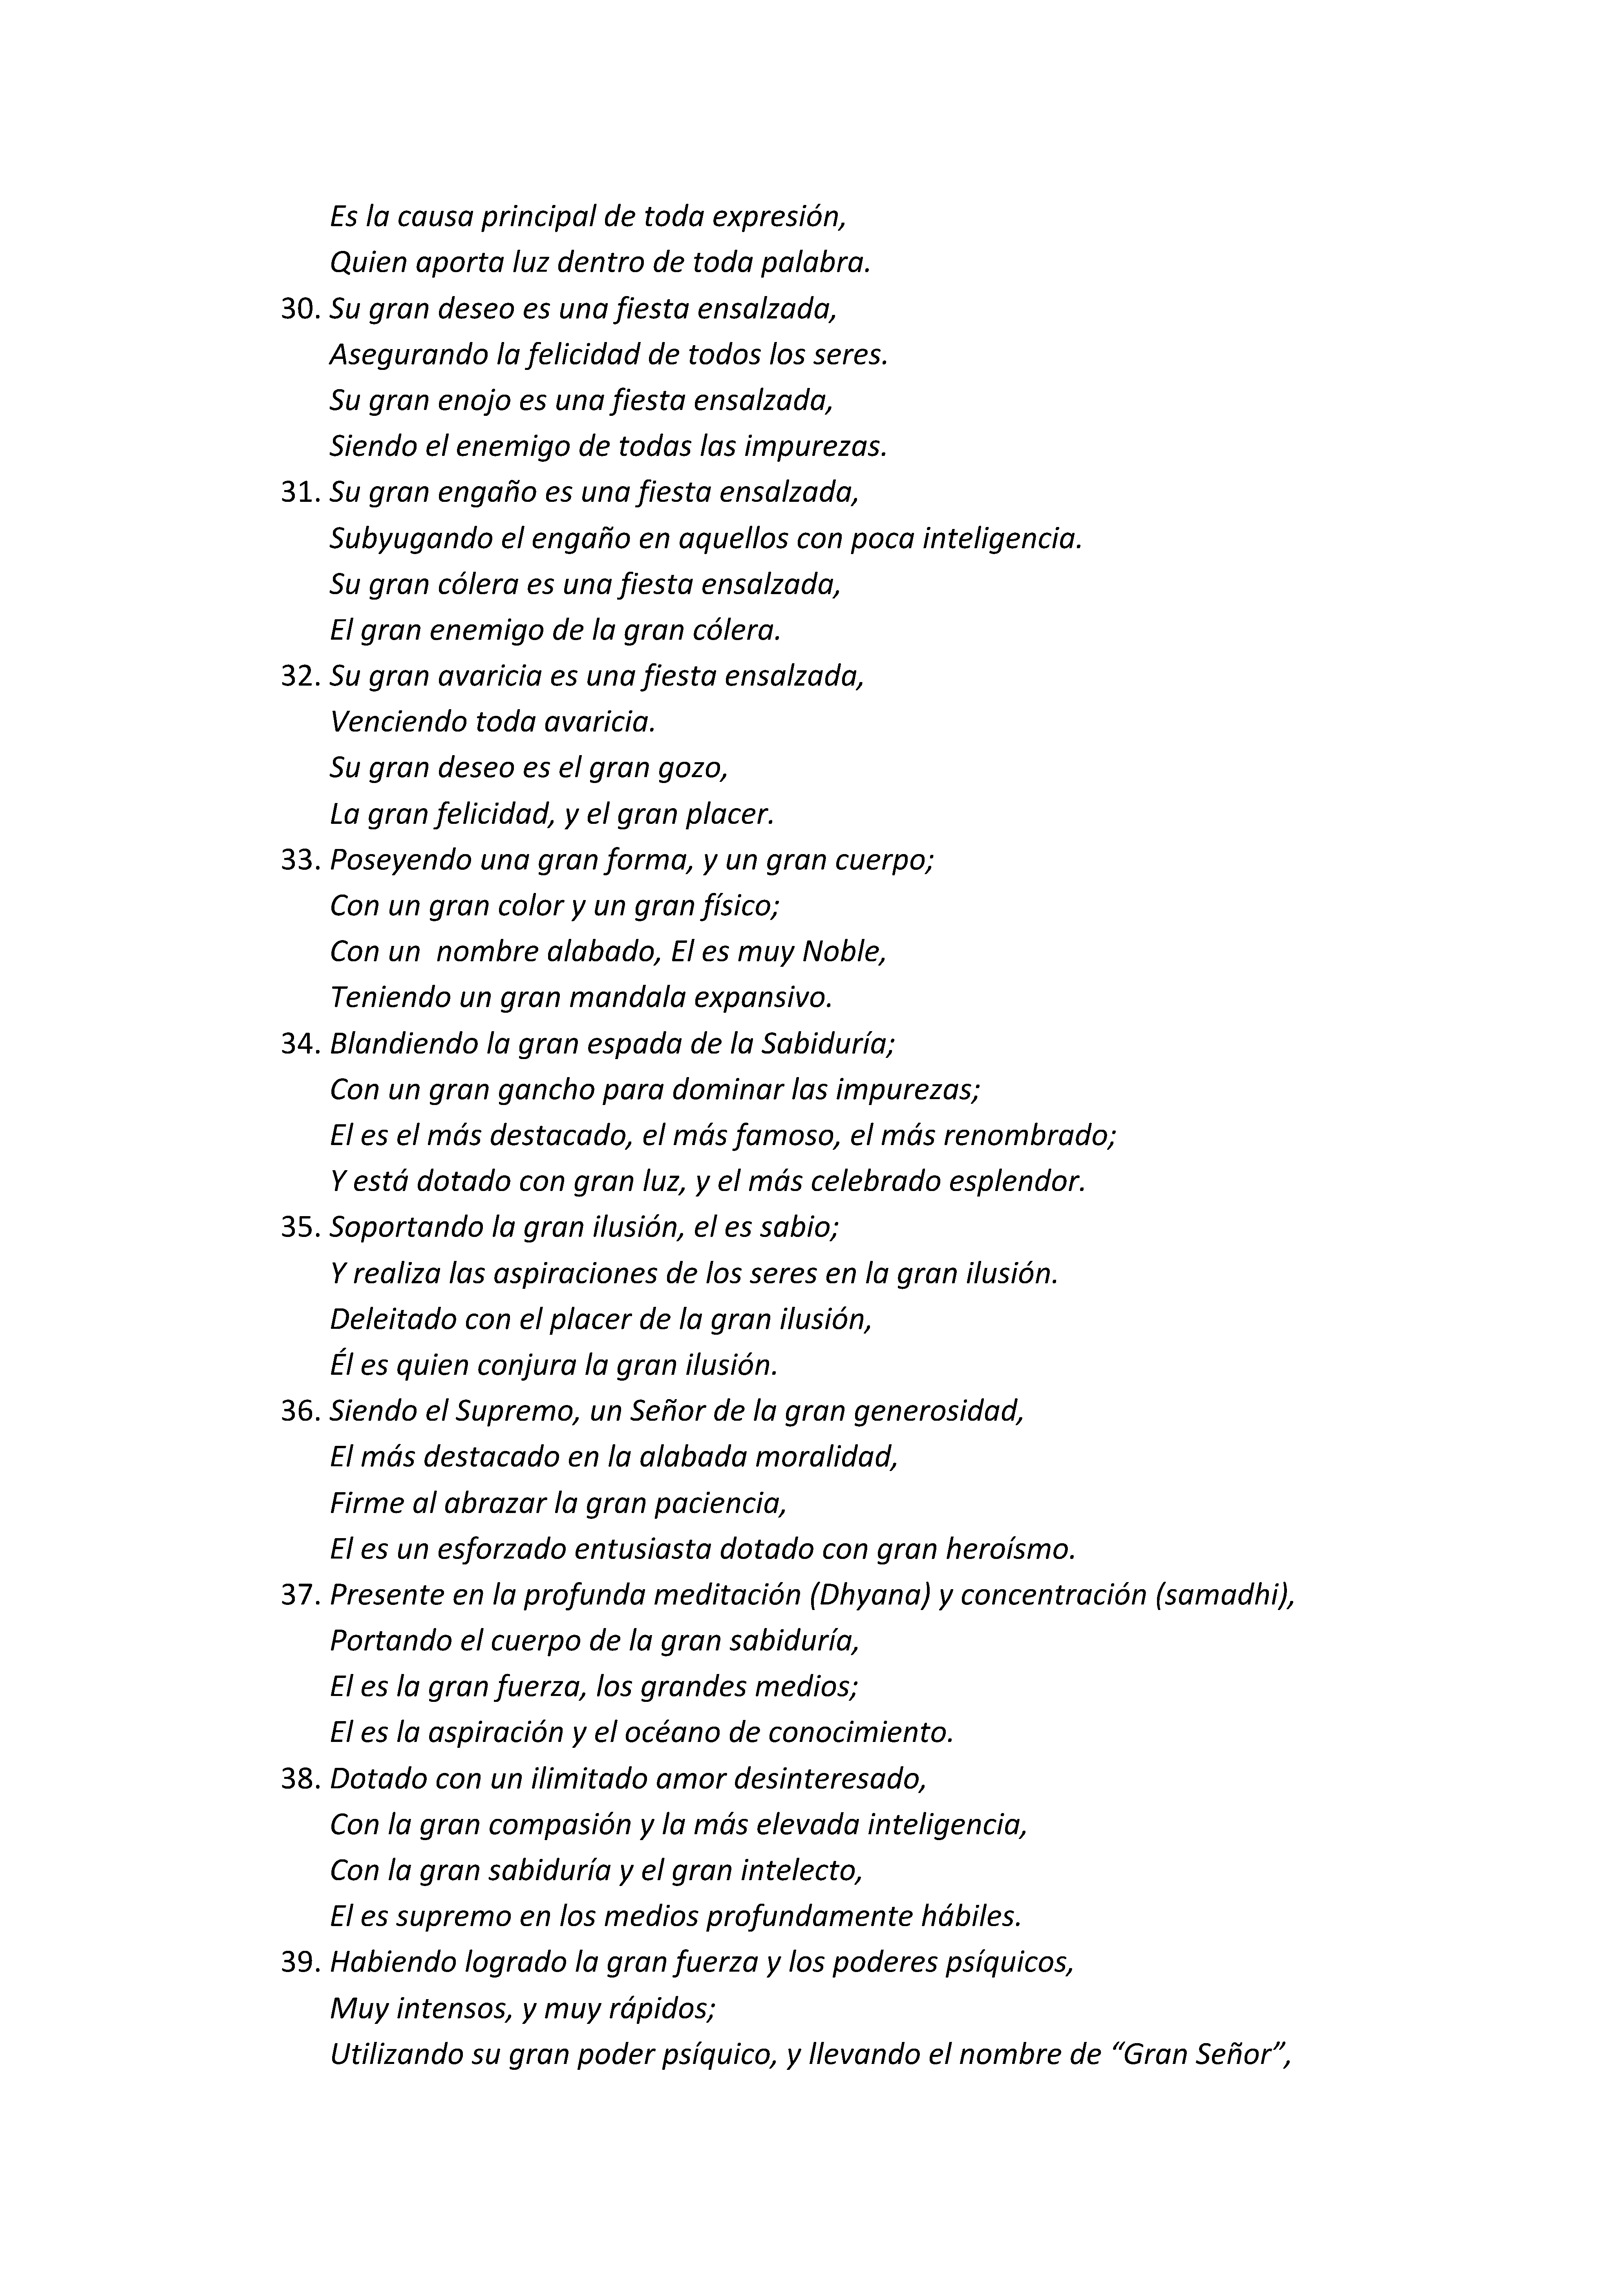 Es la causa principal de toda expresión,
Quien aporta luz dentro de toda palabra.
30. Su gran deseo es una fiesta ensalzada,
Asegurando la felicidad de todos los seres.
Su gran enojo es una fiesta ensalzada,
Siendo el enemigo de todas las impurezas.
31. Su gran engaño es una fiesta ensalzada,
Subyugando el engaño en aquellos con poca inteligencia.
Su gran cólera es una fiesta ensalzada,
El gran enemigo de la gran cólera.
32. Su gran avaricia es una fiesta ensalzada,
Venciendo toda avaricia.
Su gran deseo es el gran gozo,
La gran felicidad, y el gran placer.
33. Poseyendo una gran forma, y un gran cuerpo;
Con un gran color y un gran físico;
Con un  nombre alabado, El es muy Noble,
Teniendo un gran mandala expansivo.
34. Blandiendo la gran espada de la Sabiduría;
Con un gran gancho para dominar las impurezas;
El es el más destacado, el más famoso, el más renombrado;
Y está dotado con gran luz, y el más celebrado esplendor.
35. Soportando la gran ilusión, el es sabio;
Y realiza las aspiraciones de los seres en la gran ilusión.
Deleitado con el placer de la gran ilusión,
Él es quien conjura la gran ilusión.
36. Siendo el Supremo, un Señor de la gran generosidad,
El más destacado en la alabada moralidad,
Firme al abrazar la gran paciencia,
El es un esforzado entusiasta dotado con gran heroísmo.
37. Presente en la profunda meditación (Dhyana) y concentración (samadhi),
Portando el cuerpo de la gran sabiduría,
El es la gran fuerza, los grandes medios;
El es la aspiración y el océano de conocimiento.
38. Dotado con un ilimitado amor desinteresado,
Con la gran compasión y la más elevada inteligencia,
Con la gran sabiduría y el gran intelecto,
El es supremo en los medios profundamente hábiles.
39. Habiendo logrado la gran fuerza y los poderes psíquicos,
Muy intensos, y muy rápidos;
Utilizando su gran poder psíquico, y llevando el nombre de “Gran Señor”,